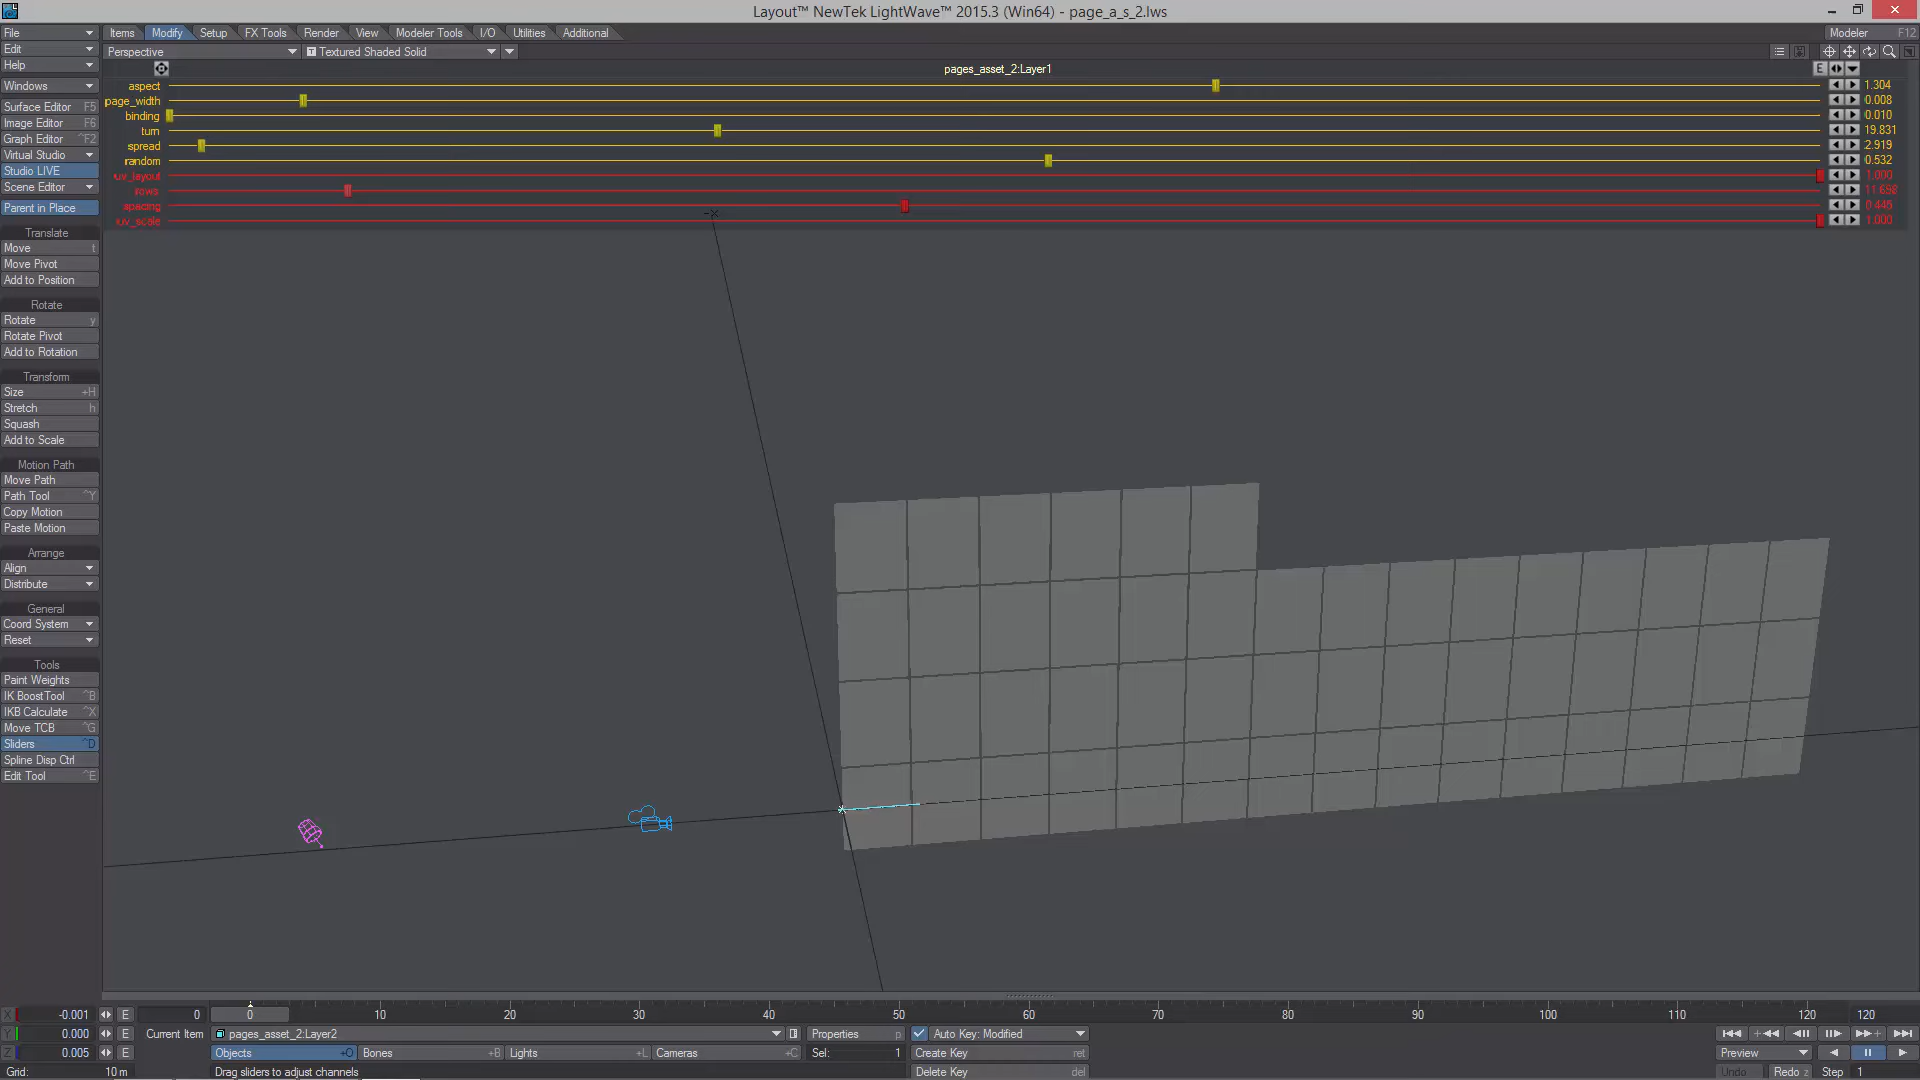 Layout™ NewTek LightWave™ 2015.3 (Win64) - page_a_s_2.lws
File Items Modify Setup FX Tools Render View Modeler Tools I/O Utilities Additional Modeler F12
Edit Perspective Textured Shaded Solid
Help pages_asset_2:Layer1 E
Windows aspect 1.304
page_width 0.008
Surface Editor F5
binding 0.010
Image Editor F6
turn 19.831
Graph Editor ^F2
spread 2.919
Virtual Studio
random 0.532
Studio LIVE
uv_layout 1.000
Scene Editor
rows 11.698
spacing 0.446
Parent in Place
uv_scale 1.000
Translate
Move t
Move Pivot
Add to Position
Rotate
Rotate y
Rotate Pivot
Add to Rotation
Transform
Size +H
Stretch h
Squash
Add to Scale
Motion Path
Move Path
Path Tool ^Y
Copy Motion
Paste Motion
Arrange
Align
Distribute
General
Coord System
Reset
Tools
Paint Weights
IK BoostTool ^B
IKB Calculate ^X
Move TCB ^G
Sliders ^D
Spline Disp Ctrl
Edit Tool ^E
X -0.001 E 0 0 10 20 30 40 50 60 70 80 90 100 110 120 120
Y 0.000 E Current Item pages_asset_2:Layer2 Properties p Auto Key: Modified
Z 0.005 E Objects +O Bones +B Lights +L Cameras +C Sel: 1 Create Key ret Preview
Grid: 10 m Drag sliders to adjust channels Delete Key del Undo Redo z Step 1